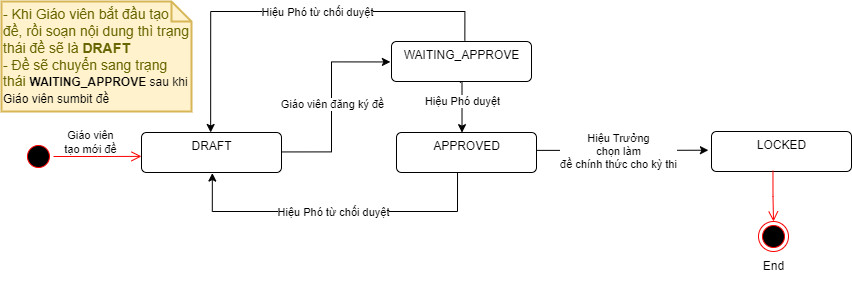 - Khi Giáo viên bắt đầu tạo
đề, rồi soạn nội dung thì trạng
thái đề sẽ là DRAFT
- Đề sẽ chuyển sang trạng
thái WAITING_APPROVE sau khi
Giáo viên sumbit đề
Hiệu Phó từ chối duyệt
WAITING_APPROVE
Giáo viên đăng ký đề
Hiệu Phó duyệt
Giáo viên
tạo mới đề
DRAFT
APPROVED
Hiệu Trưởng
chọn làm
đề chính thức cho kỳ thi
LOCKED
Hiệu Phó từ chối duyệt
End